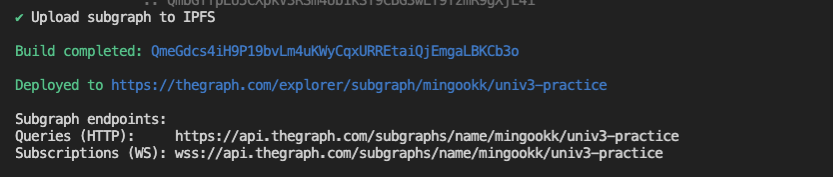 ✔ Upload subgraph to IPFS
Build completed: QmeGdcs4iH9P19bvLm4uKWyCqxURREtaiQjEmgaLBKCb3o
Deployed to https://thegraph.com/explorer/subgraph/mingookk/univ3-practice
Subgraph endpoints:
Queries (HTTP): https://api.thegraph.com/subgraphs/name/mingookk/univ3-practice
Subscriptions (WS): wss://api.thegraph.com/subgraphs/name/mingookk/univ3-practice